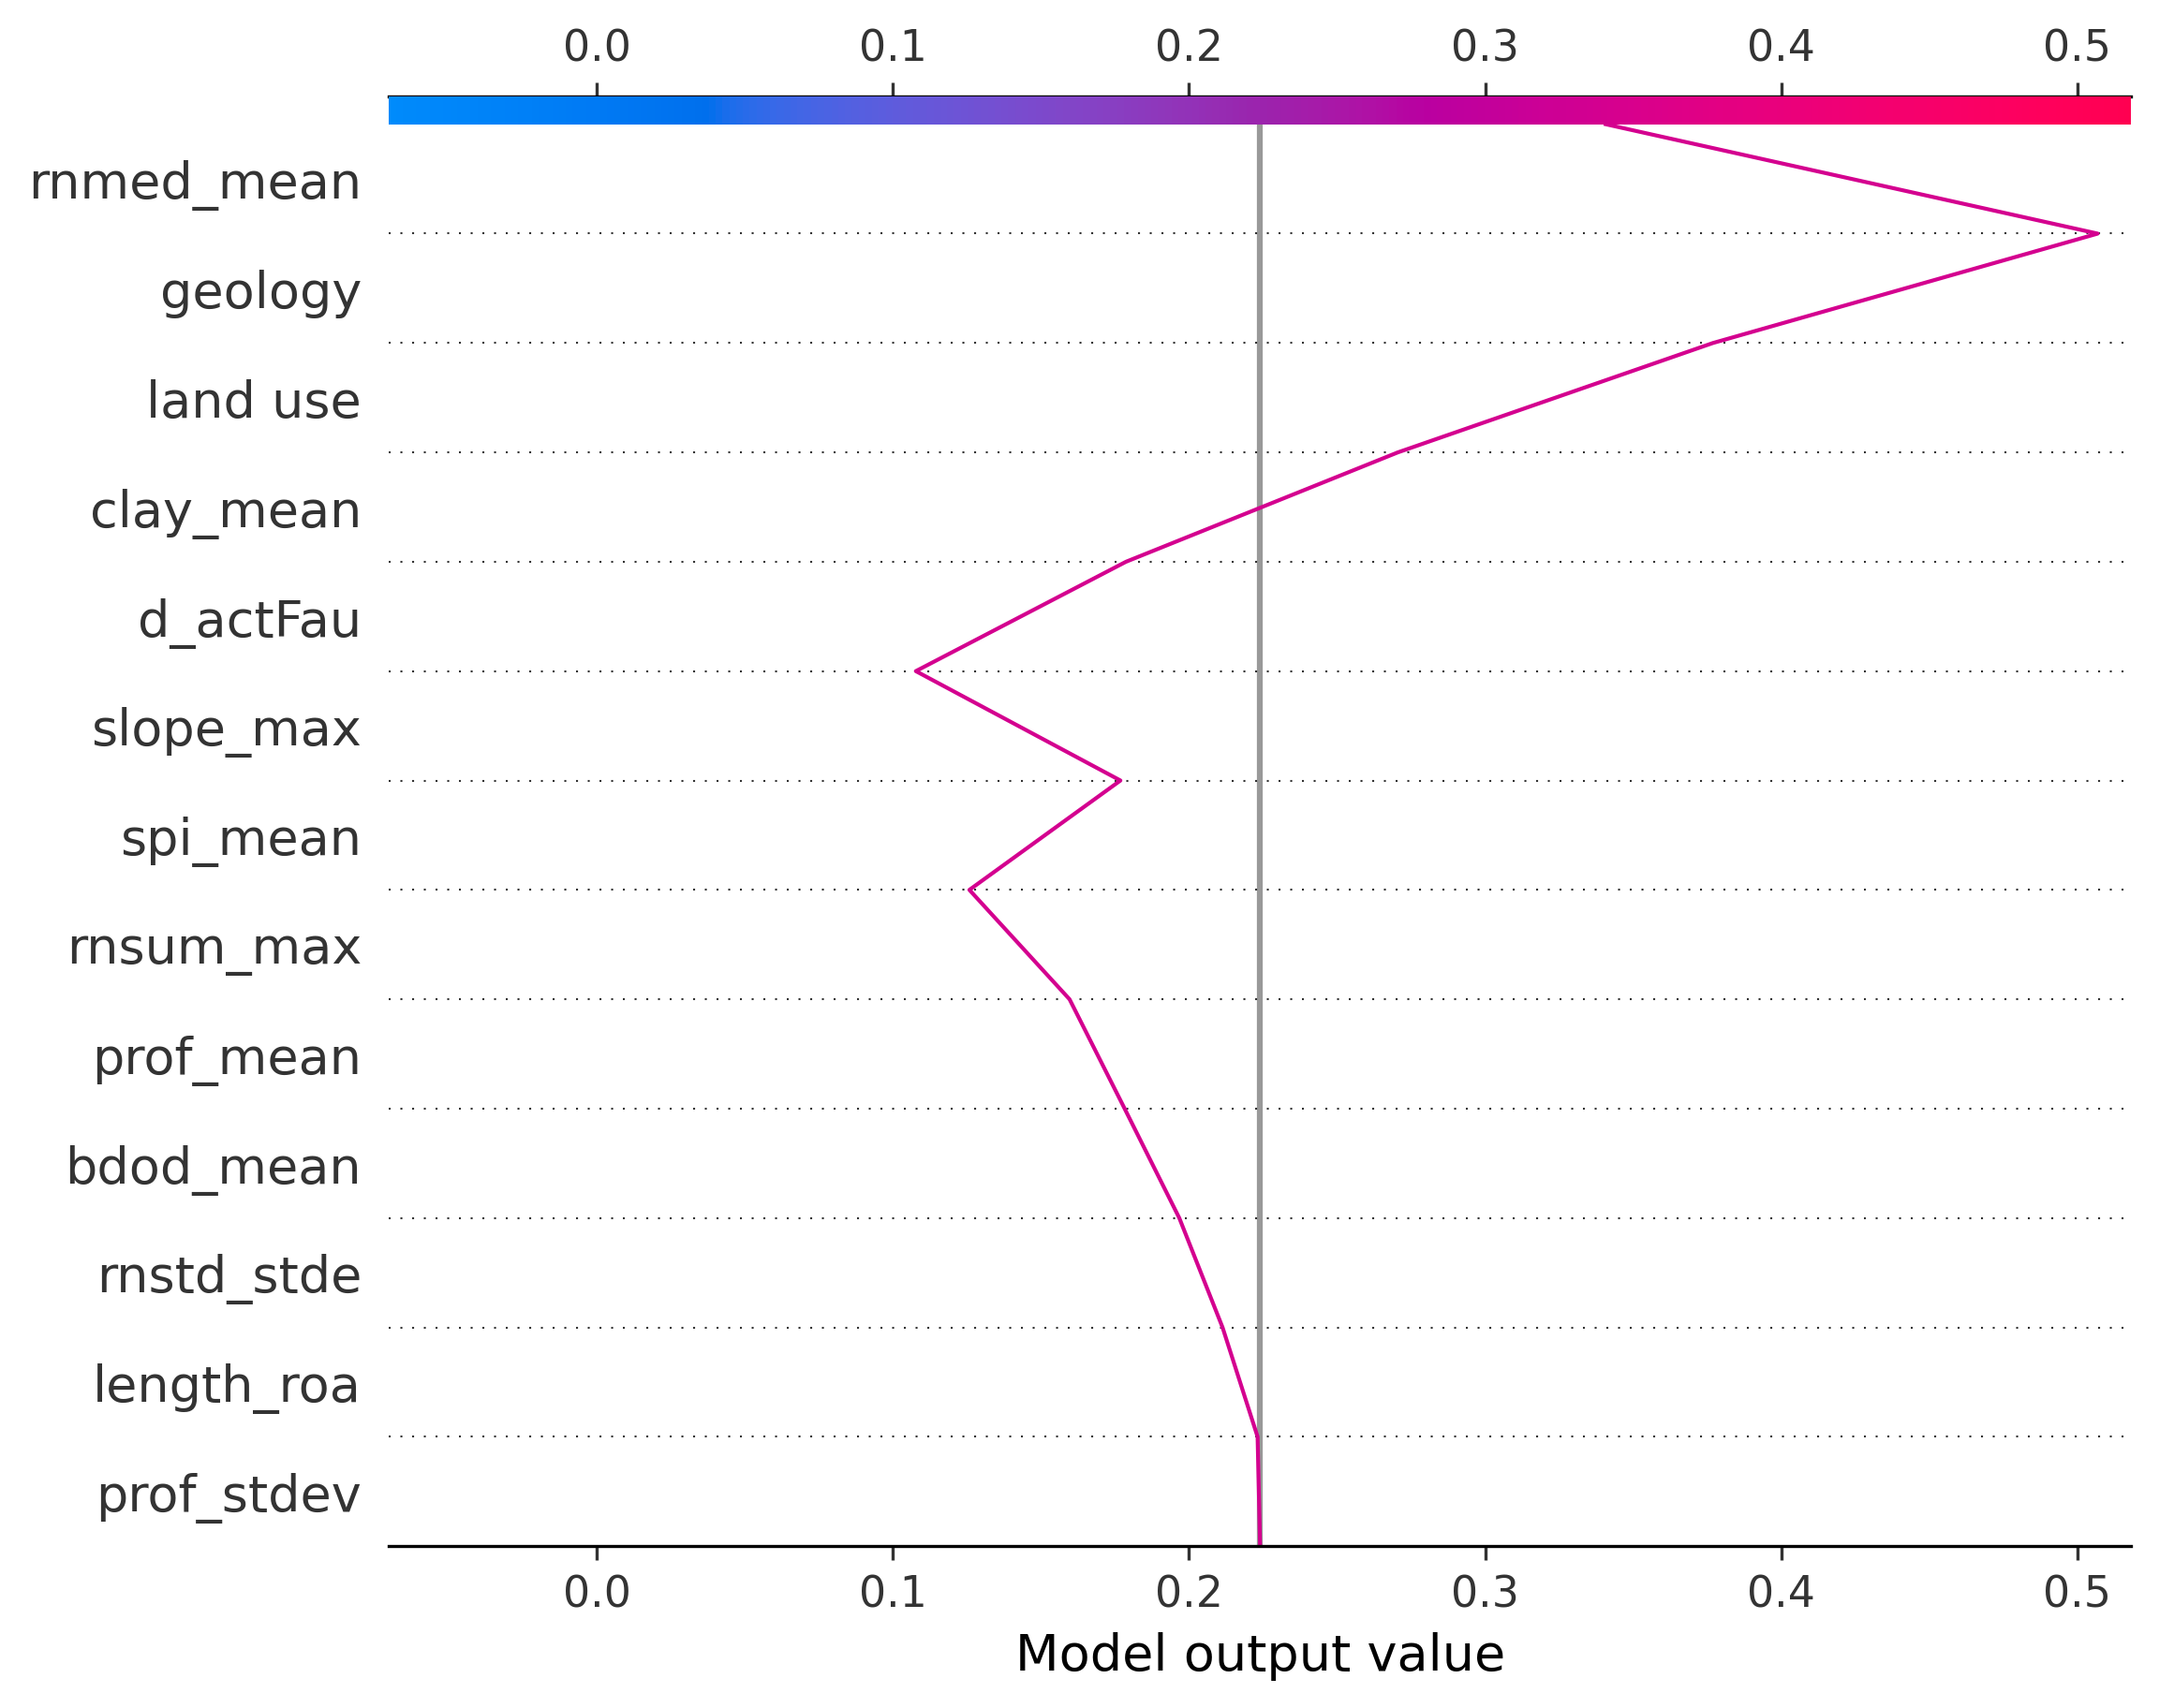 0.0 0.1 0.2 0.3 0.4 0.5
rnmed_mean
geology
land use
clay_mean
d_actFau
slope_max
spi_mean
rnsum_max
prof_mean
bdod_mean
rnstd_stde
length_roa
prof_stdev
0.0 0.1 0.2 0.3 0.4 0.5
Model output value